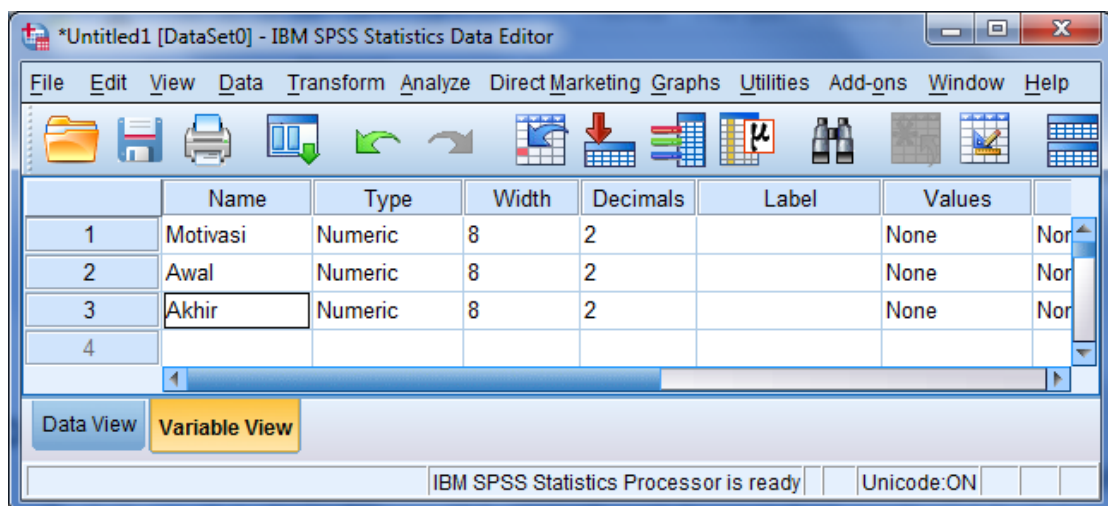 *Untitled1 [DataSet0] - IBM SPSS Statistics Data Editor
File Edit View Data Transform Analyze Direct Marketing Graphs Utilities Add-ons Window Help
μ
Name Type Width Decimals Label Values
1 Motivasi Numeric 8 2 None Nor
2 Awal Numeric 8 2 None Nor
3 Akhir Numeric 8 2 None Nor
4
Data View Variable View
IBM SPSS Statistics Processor is ready Unicode:ON